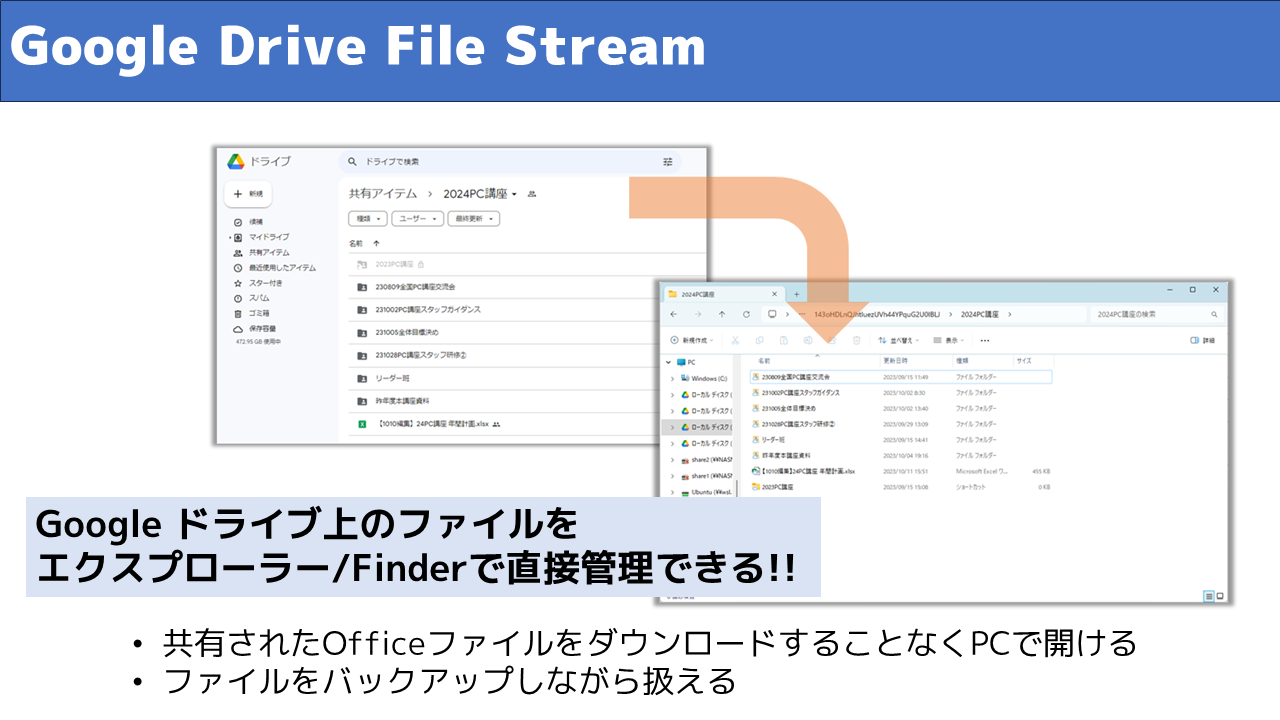 Google Drive File Stream
ドライブ
ドライブで検索
新規
共有アイテム > 2024PC講座
種類
ユーザー
最終更新
候補
マイドライブ
共有アイテム
最近使用したアイテム
スター付き
スパム
ゴミ箱
保存容量
472.95 GB 使用中
名前
2023PC講座
230809全国PC講座交流会
231002PC講座スタッフガイダンス
231005全体目標決め
231028PC講座スタッフ研修②
リーダー班
昨年度本講座資料
【1010編集】24PC講座 年間計画.xlsx
2024PC講座
2024PC講座
2024PC講座の検索
新規作成
並べ替え
表示
詳細
PC
Windows (C:)
ローカル ディスク (
ローカル ディスク (
ローカル ディスク (
ローカル ディスク (
share2 (¥¥NASN
share1 (¥¥NASN
Ubuntu (¥¥wsl.
名前 更新日時 種類 サイズ
230809全国PC講座交流会 2023/09/15 11:49 ファイル フォルダー
231002PC講座スタッフガイダンス 2023/10/02 8:30 ファイル フォルダー
231005全体目標決め 2023/10/02 13:40 ファイル フォルダー
231028PC講座スタッフ研修② 2023/09/29 13:09 ファイル フォルダー
リーダー班 2023/09/15 14:41 ファイル フォルダー
昨年度本講座資料 2023/10/04 19:16 ファイル フォルダー
【1010編集】24PC講座 年間計画.xlsx 2023/10/11 15:51 Microsoft Excel ワ... 455 KB
2023PC講座 2023/09/15 15:08 ショートカット 0 KB
Google ドライブ上のファイルを
エクスプローラー/Finderで直接管理できる!!
• 共有されたOfficeファイルをダウンロードすることなくPCで開ける
• ファイルをバックアップしながら扱える